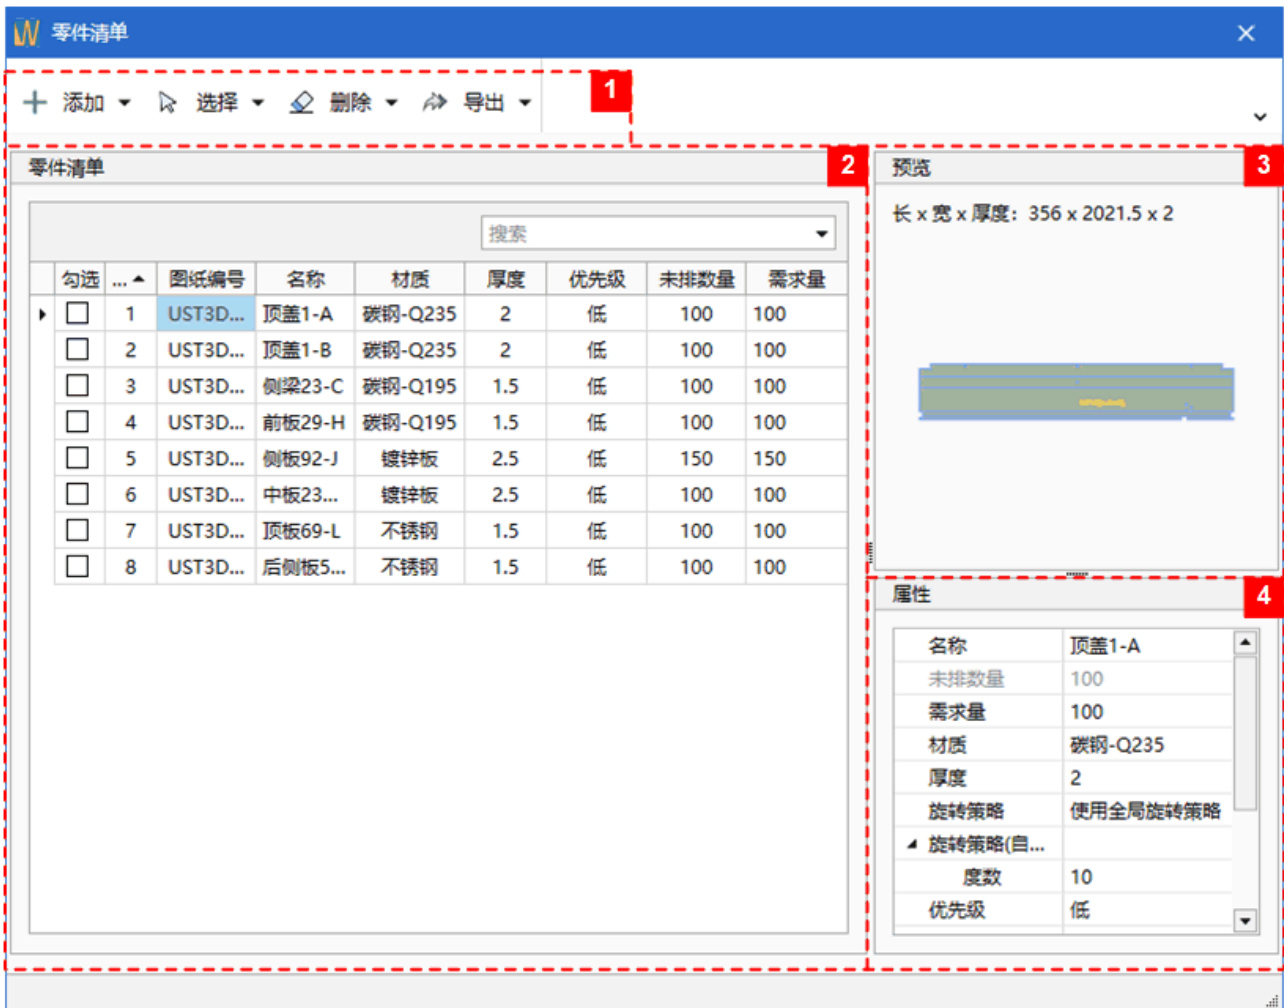 零件清单
添加 选择 删除 导出 1
零件清单 2
搜索
勾选 ... 图纸编号 名称 材质 厚度 优先级 未排数量 需求量
1 UST3D... 顶盖1-A 碳钢-Q235 2 低 100 100
2 UST3D... 顶盖1-B 碳钢-Q235 2 低 100 100
3 UST3D... 侧梁23-C 碳钢-Q195 1.5 低 100 100
4 UST3D... 前板29-H 碳钢-Q195 1.5 低 100 100
5 UST3D... 侧板92-J 镀锌板 2.5 低 150 150
6 UST3D... 中板23... 镀锌板 2.5 低 100 100
7 UST3D... 顶板69-L 不锈钢 1.5 低 100 100
8 UST3D... 后侧板5... 不锈钢 1.5 低 100 100
预览 3
长 x 宽 x 厚度：356 x 2021.5 x 2
属性 4
名称 顶盖1-A
未排数量 100
需求量 100
材质 碳钢-Q235
厚度 2
旋转策略 使用全局旋转策略
旋转策略(自...
度数 10
优先级 低